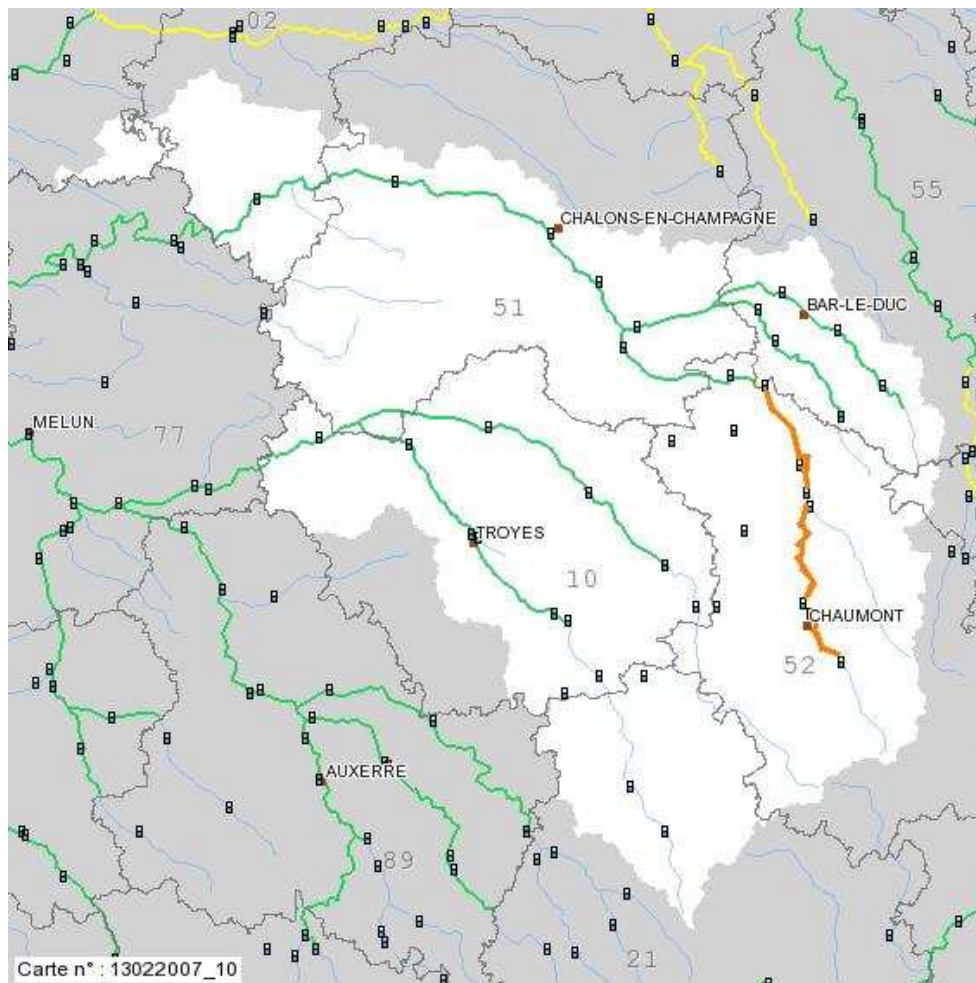 02
55
CHALONS-EN-CHAMPAGNE
51
BAR-LE-DUC
MELUN
77
TROYES
10
CHAUMONT
52
AUXERRE
89
21
Carte n° : 13022007_10